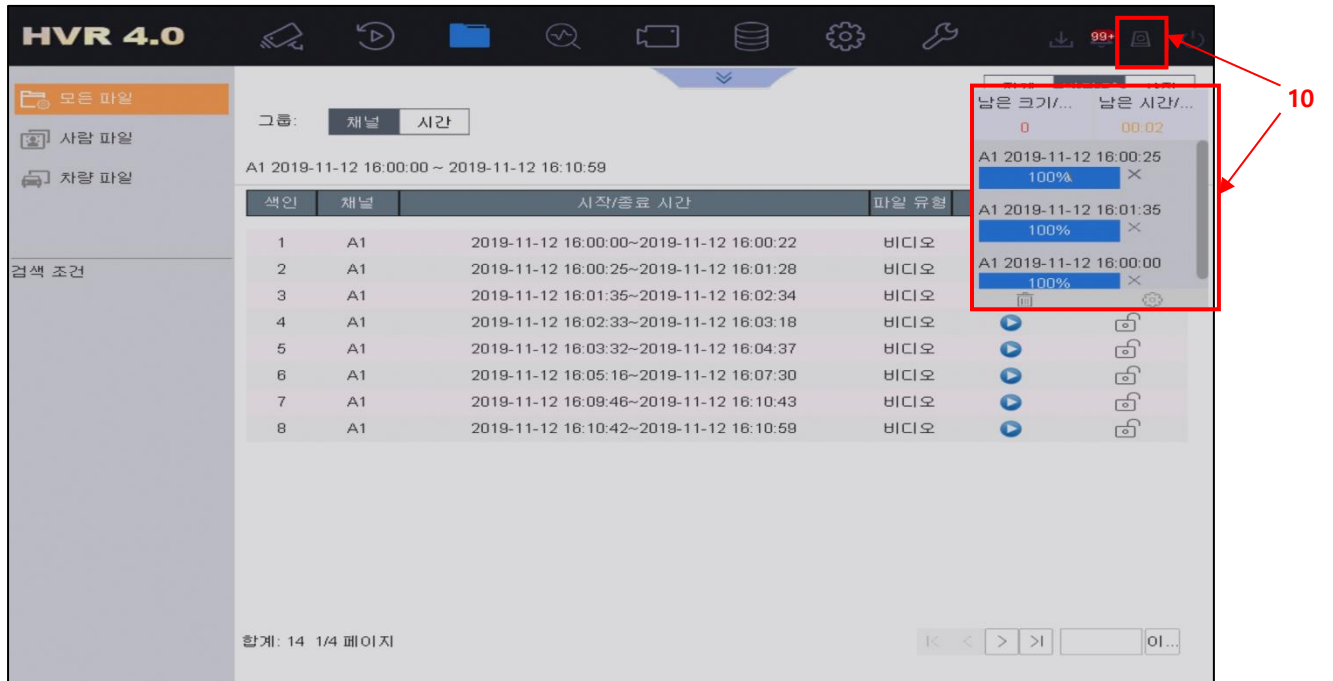 HVR 4.0
99+
10
모든 파일
사람 파일
차량 파일
검색 조건
그룹: 채널 시간
A1 2019-11-12 16:00:00 ~ 2019-11-12 16:10:59
색인 채널 시작/종료 시간 파일 유형
1 A1 2019-11-12 16:00:00~2019-11-12 16:00:22 비디오
2 A1 2019-11-12 16:00:25~2019-11-12 16:01:28 비디오
3 A1 2019-11-12 16:01:35~2019-11-12 16:02:34 비디오
4 A1 2019-11-12 16:02:33~2019-11-12 16:03:18 비디오
5 A1 2019-11-12 16:03:32~2019-11-12 16:04:37 비디오
6 A1 2019-11-12 16:05:16~2019-11-12 16:07:30 비디오
7 A1 2019-11-12 16:09:46~2019-11-12 16:10:43 비디오
8 A1 2019-11-12 16:10:42~2019-11-12 16:10:59 비디오
남은 크기/... 남은 시간/...
0 00:02
A1 2019-11-12 16:00:25
100%
A1 2019-11-12 16:01:35
100%
A1 2019-11-12 16:00:00
100%
합계: 14 1/4 페이지
이...